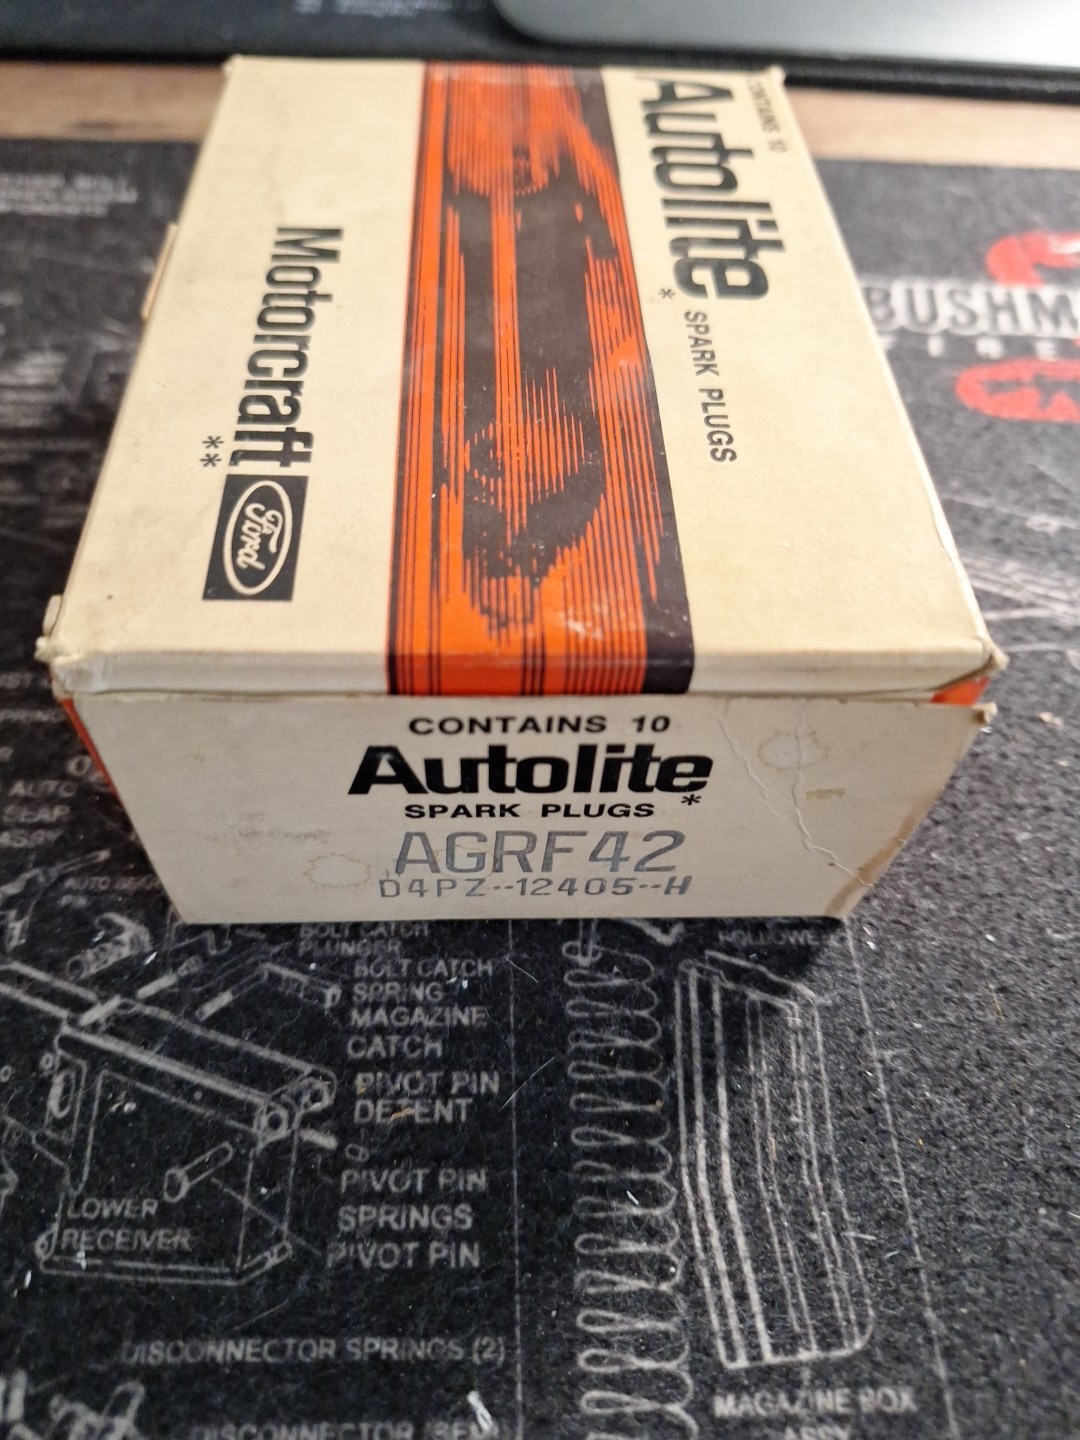 CONTAINS 10
Autolite*
SPARK PLUGS
Motorcraft**
Ford
CONTAINS 10
Autolite*
SPARK PLUGS
AGRF42
D4PZ--12405--H
BUSHM
AUTO
BOLT CATCH
PLUNGER
BOLT CATCH
SPRING
MAGAZINE
CATCH
PIVOT PIN
DETENT
PIVOT PIN
SPRINGS
PIVOT PIN
LOWER
RECEIVER
DISCONNECTOR SPRINGS (2)
MAGAZINE BOX
ASSY